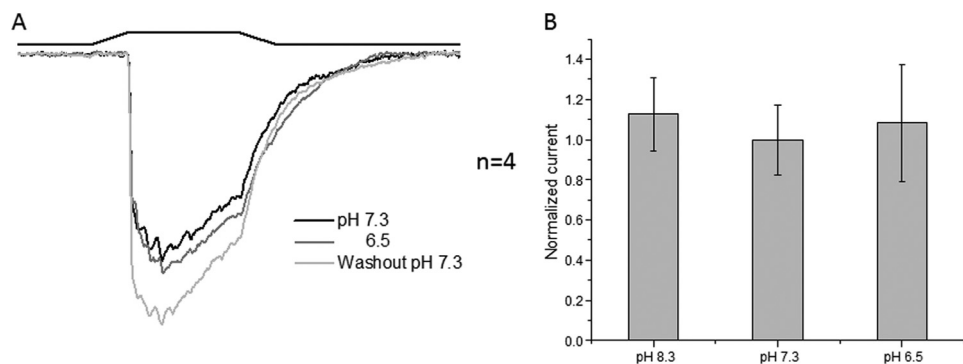 A
pH 7.3
6.5
Washout pH 7.3
n=4
B
Normalized current
1.4
1.2
1.0
0.8
0.6
0.4
0.2
0.0
pH 8.3
pH 7.3
pH 6.5